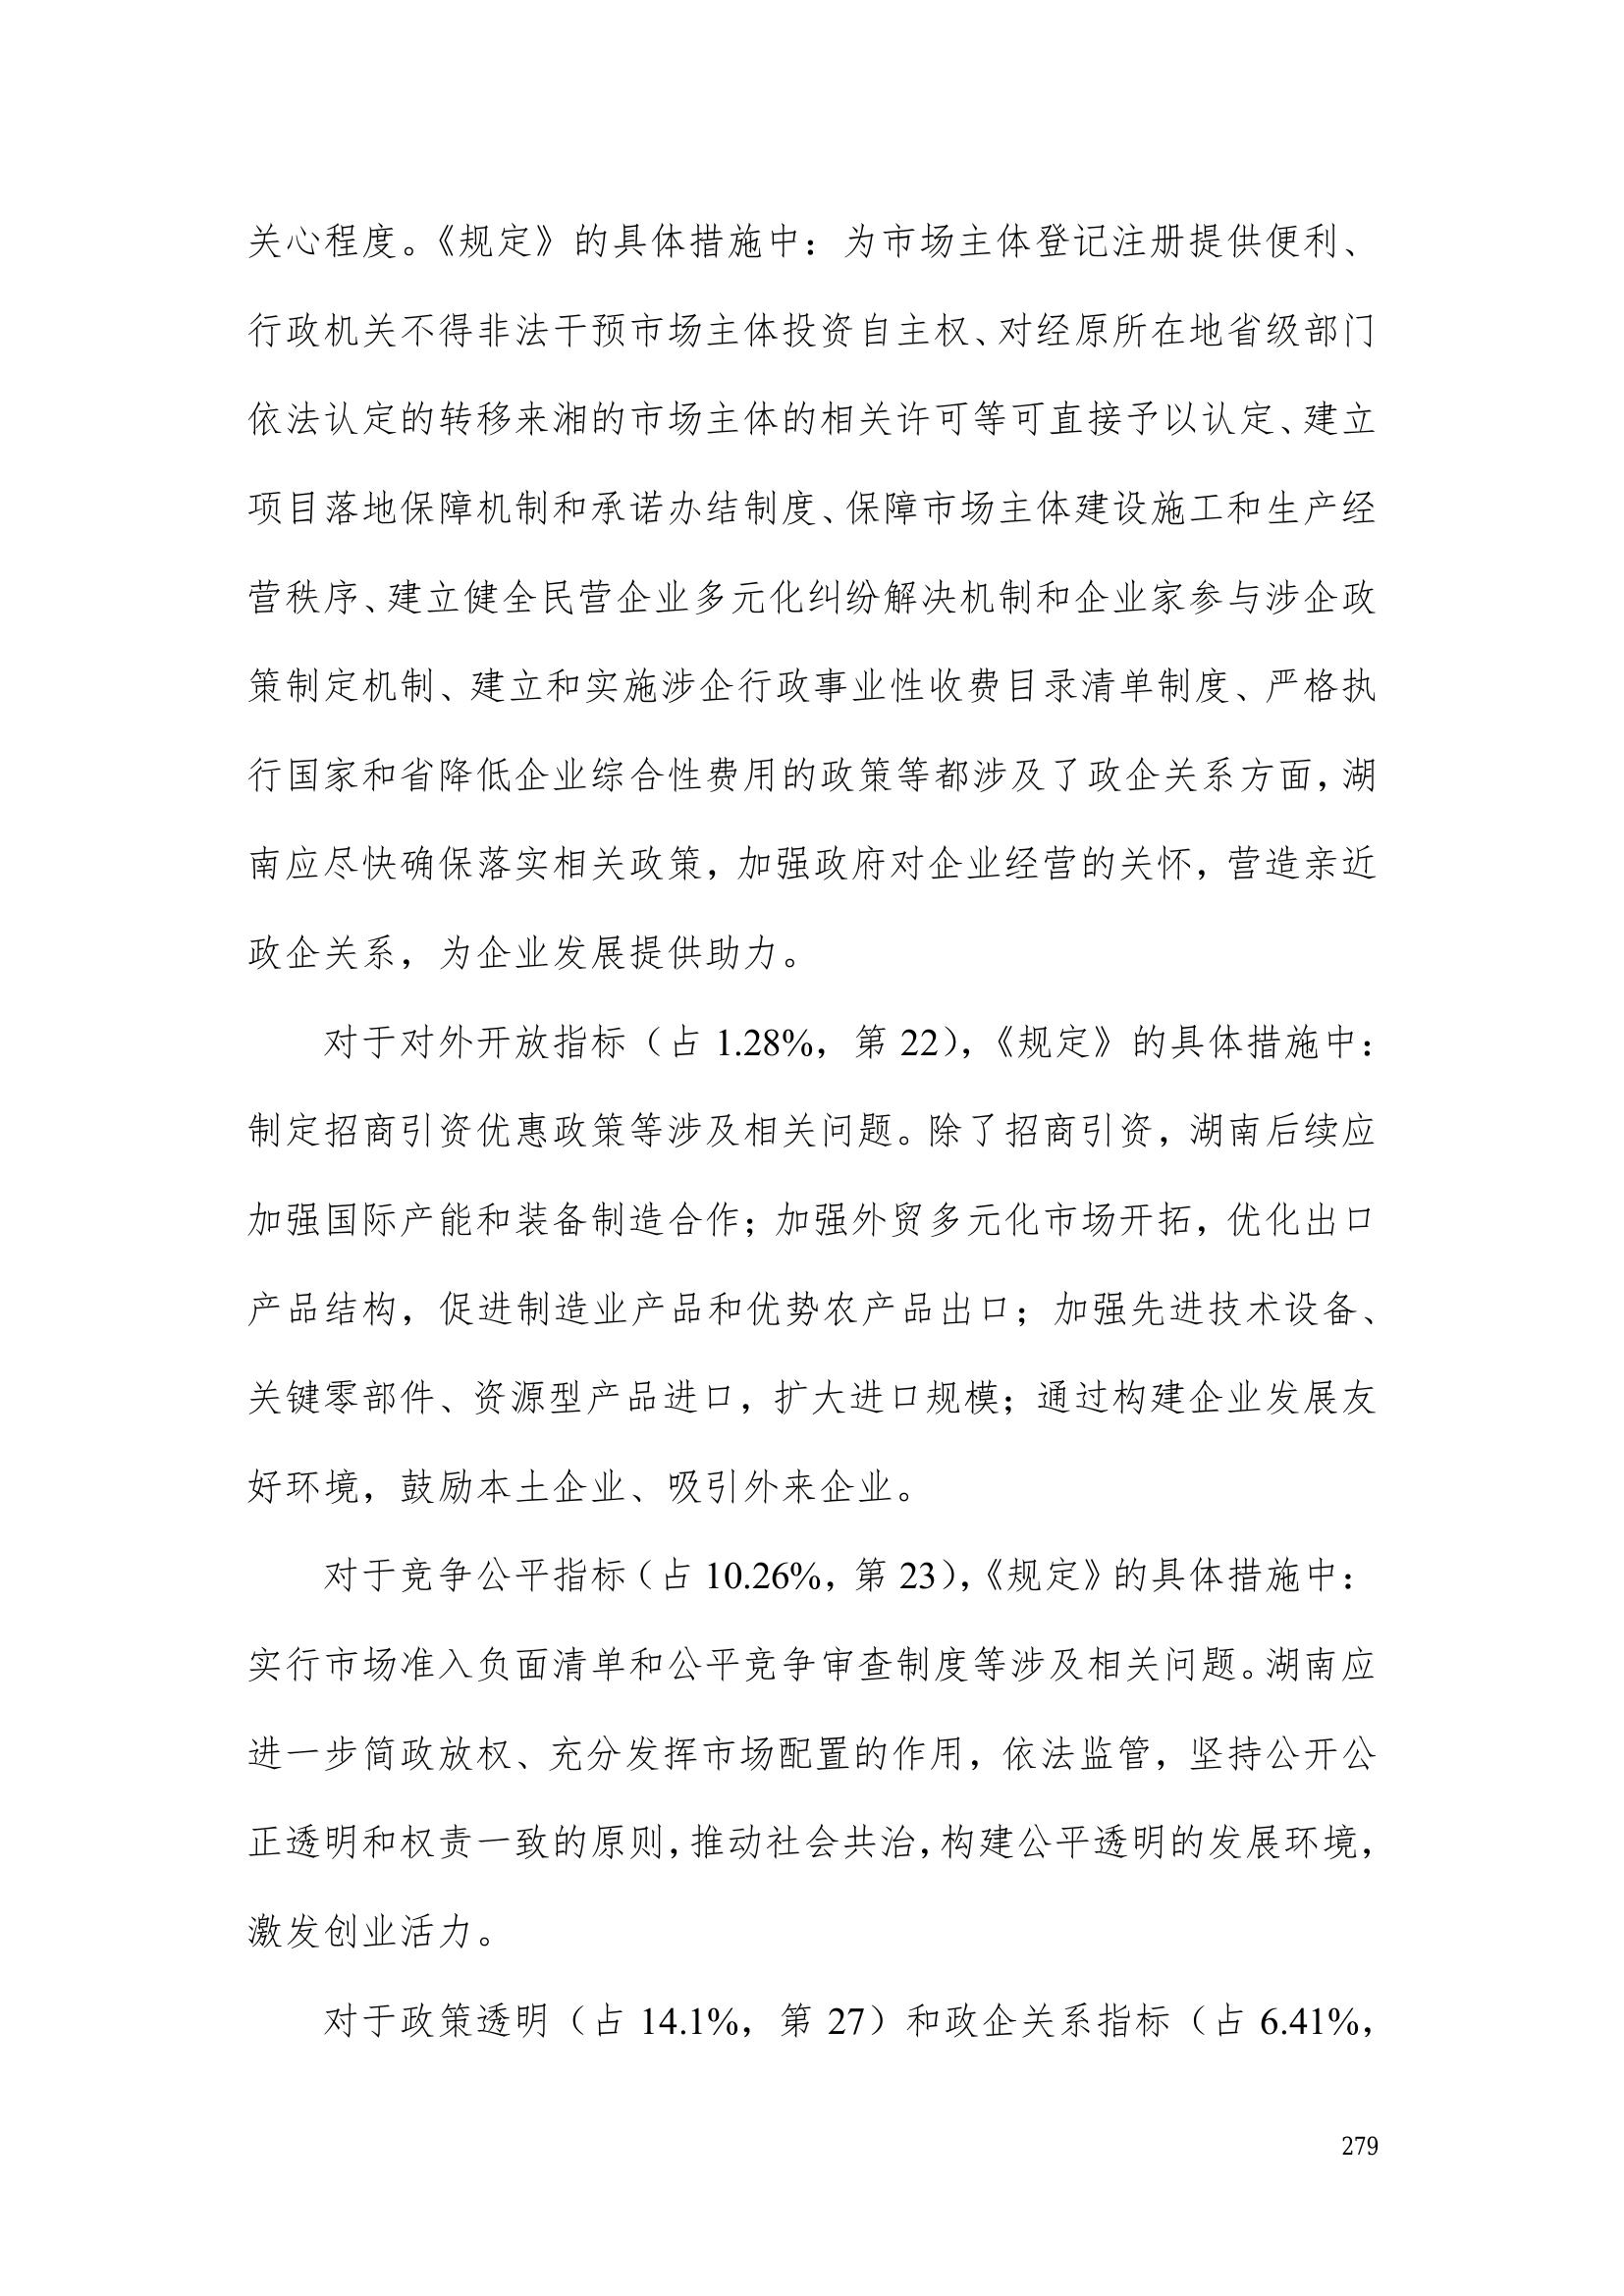 关心程度。《规定》的具体措施中：为市场主体登记注册提供便利、
行政机关不得非法干预市场主体投资自主权、对经原所在地省级部门
依法认定的转移来湘的市场主体的相关许可等可直接予以认定、建立
项目落地保障机制和承诺办结制度、保障市场主体建设施工和生产经
营秩序、建立健全民营企业多元化纠纷解决机制和企业家参与涉企政
策制定机制、建立和实施涉企行政事业性收费目录清单制度、严格执
行国家和省降低企业综合性费用的政策等都涉及了政企关系方面，湖
南应尽快确保落实相关政策，加强政府对企业经营的关怀，营造亲近
政企关系，为企业发展提供助力。
对于对外开放指标（占 1.28%，第 22），《规定》的具体措施中：
制定招商引资优惠政策等涉及相关问题。除了招商引资，湖南后续应
加强国际产能和装备制造合作；加强外贸多元化市场开拓，优化出口
产品结构，促进制造业产品和优势农产品出口；加强先进技术设备、
关键零部件、资源型产品进口，扩大进口规模；通过构建企业发展友
好环境，鼓励本土企业、吸引外来企业。
对于竞争公平指标（占 10.26%，第 23），《规定》的具体措施中：
实行市场准入负面清单和公平竞争审查制度等涉及相关问题。湖南应
进一步简政放权、充分发挥市场配置的作用，依法监管，坚持公开公
正透明和权责一致的原则，推动社会共治，构建公平透明的发展环境，
激发创业活力。
对于政策透明（占 14.1%，第 27）和政企关系指标（占 6.41%，
279